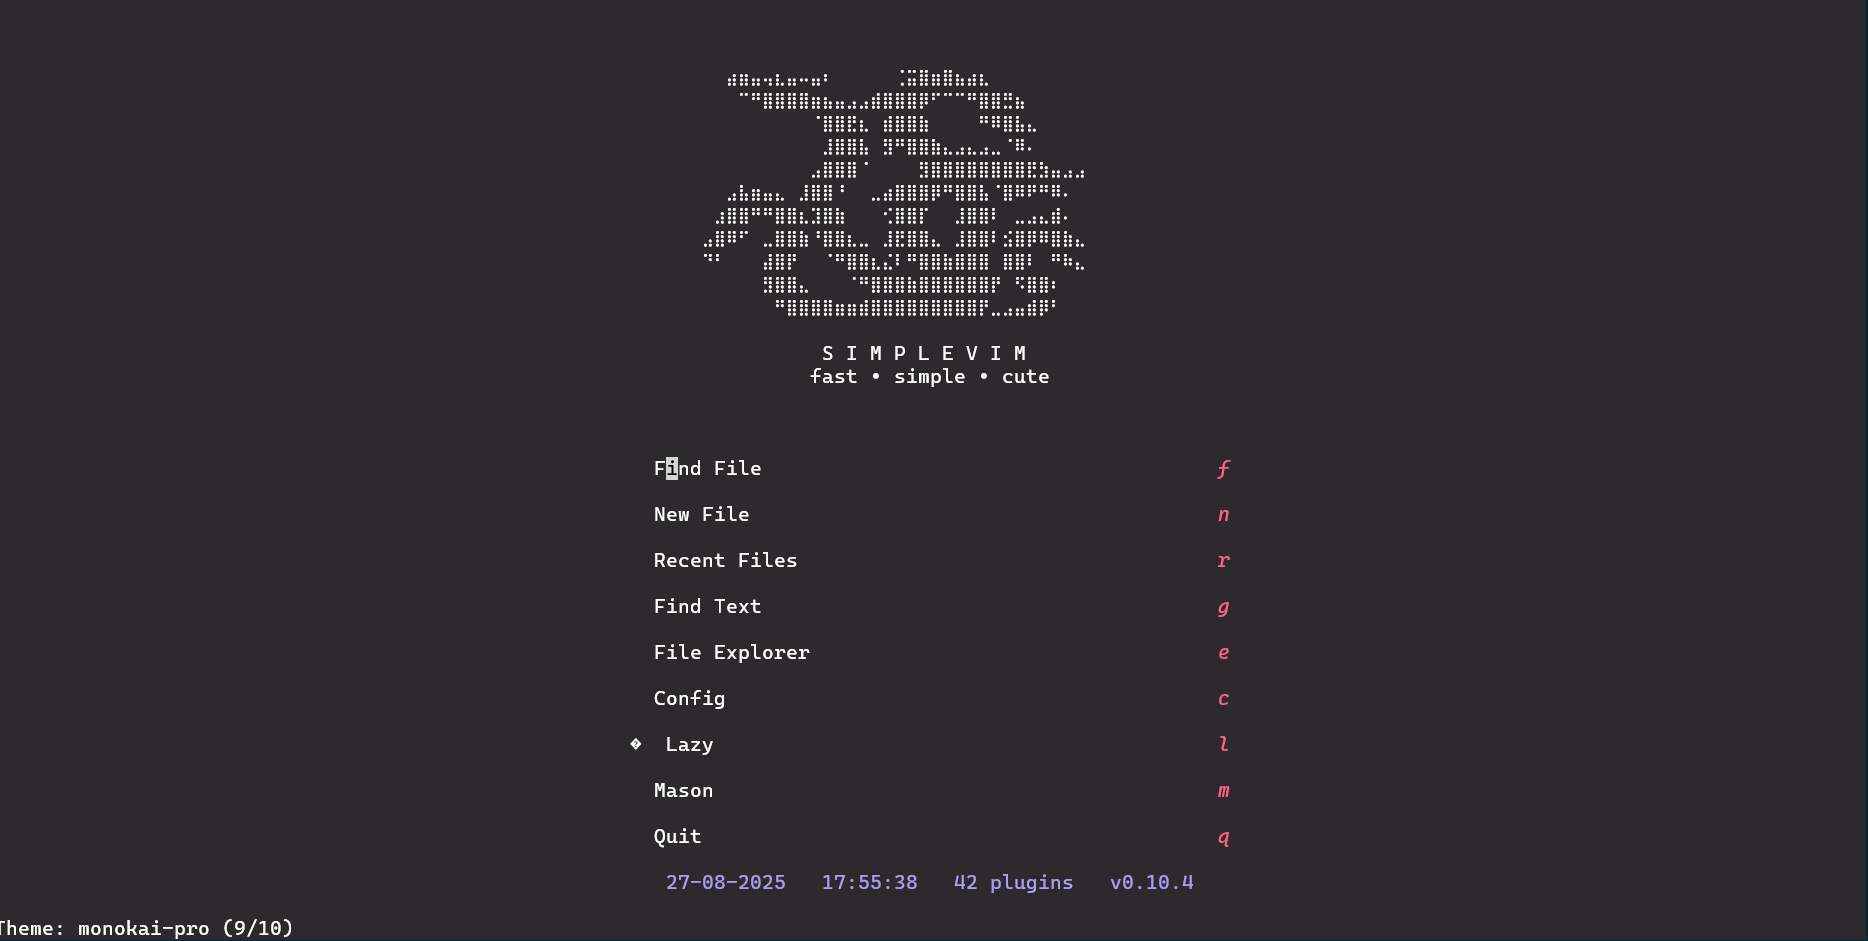 S I M P L E V I M
fast • simple • cute
Find File f
New File n
Recent Files r
Find Text g
File Explorer e
Config c
� Lazy l
Mason m
Quit q
27-08-2025 17:55:38 42 plugins v0.10.4
Theme: monokai-pro (9/10)